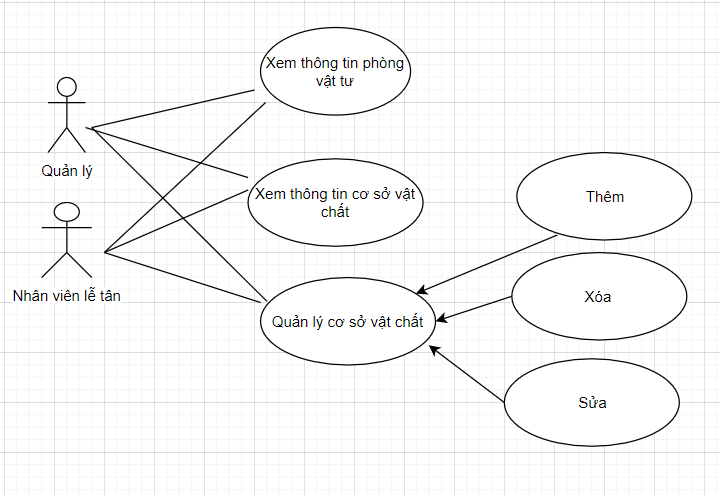 Xem thông tin phòng
vật tư
Quản lý
Xem thông tin cơ sở vật
chất
Thêm
Nhân viên lễ tân
Xóa
Quản lý cơ sở vật chất
Sửa